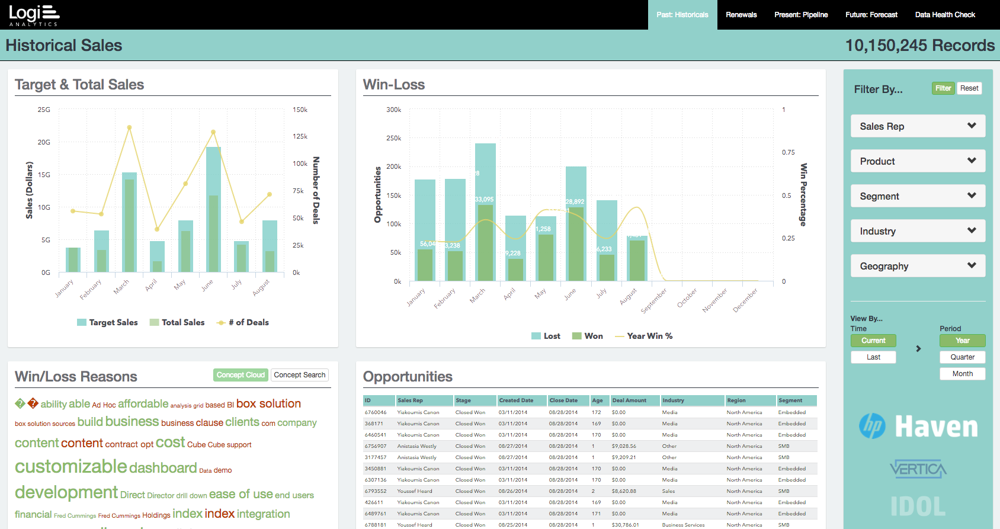 Logi
ANALYTICS
Past: Historicals Renewals Present: Pipeline Future: Forecast Data Health Check
Historical Sales 10,150,245 Records
Target & Total Sales
25G
20G
15G
10G
5G
0G
Sales (Dollars)
150k
125k
100k
75k
50k
25k
0k
Number of Deals
January February March April May June July August
Target Sales Total Sales # of Deals
Win-Loss
300k
250k
200k
150k
100k
50k
0k
Opportunities
1
0.75
0.5
0.25
0
Win Percentage
28
33,095
28,892
56,04
3,238
9,228
1,258
6,233
January February March April May June July August September October November December
Lost Won Year Win %
Filter By... Filter Reset
Sales Rep
Product
Segment
Industry
Geography
View By...
Time Period
Current Year
Last Quarter
Month
hp Haven
VERTICA
IDOL
Win/Loss Reasons Concept Cloud Concept Search
� � ability able Ad Hoc affordable analysis grid based BI box solution
box solution sources build business business clause clients com company
content content contract opt cost Cube Cube support
customizable dashboard Data demo
development Direct Director drill down ease of use end users
financial Fred Cummings Fred Cummings Holdings index index integration
Opportunities
ID Sales Rep Stage Created Date Close Date Age Deal Amount Industry Region Segment
6760046 Yiakoumis Canon Closed Won 03/11/2014 08/28/2014 172 $0.00 Media North America Embedded
368171 Yiakoumis Canon Closed Won 03/11/2014 08/28/2014 169 $0.00 Media North America Embedded
6460541 Yiakoumis Canon Closed Won 03/11/2014 08/28/2014 170 $0.00 Media North America Embedded
6756907 Anistasia Westly Closed Won 08/27/2014 08/28/2014 1 $9,028.56 Other North America SMB
3177457 Anistasia Westly Closed Won 08/27/2014 08/28/2014 1 $9,209.21 Other North America SMB
3450881 Yiakoumis Canon Closed Won 03/11/2014 08/28/2014 170 $0.00 Media North America Embedded
6307136 Yiakoumis Canon Closed Won 03/11/2014 08/28/2014 170 $0.00 Media North America Embedded
6793552 Youssef Heard Closed Won 08/26/2014 08/28/2014 2 $8,620.88 Sales North America SMB
426611 Yiakoumis Canon Closed Won 03/11/2014 08/28/2014 169 $0.00 Media North America Embedded
6489761 Yiakoumis Canon Closed Won 03/11/2014 08/28/2014 171 $0.00 Media North America Embedded
6788181 Youssef Heard Closed Won 08/25/2014 08/28/2014 1 $30,786.01 Business Services North America SMB